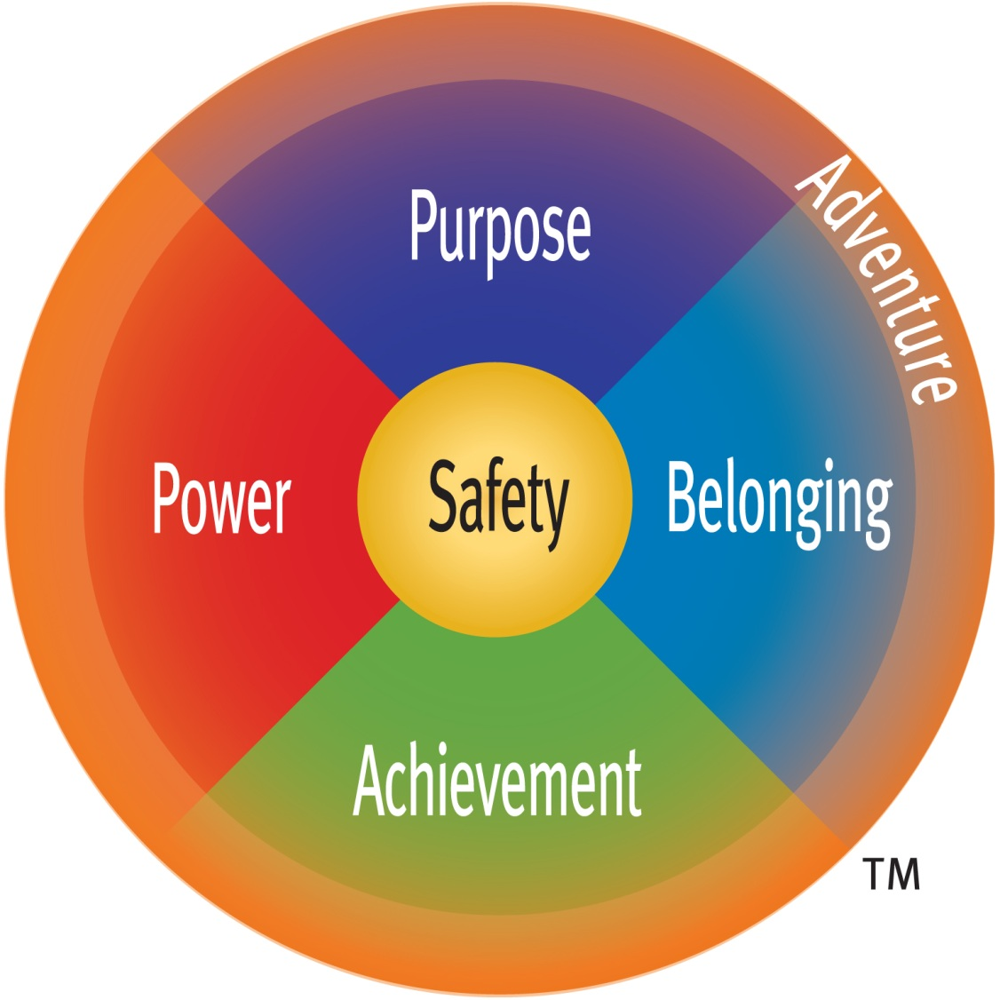 Purpose
Adventure
Power
Safety
Belonging
Achievement
TM